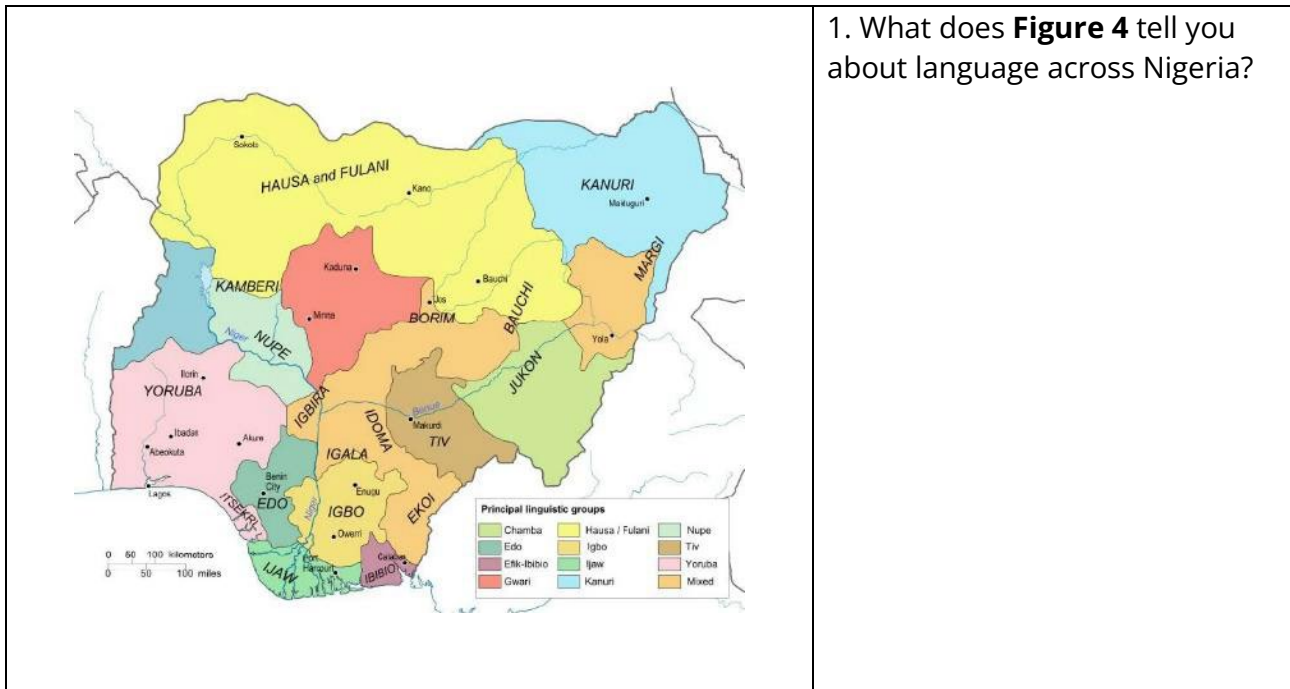 1. What does Figure 4 tell you
about language across Nigeria?
Sokoto
HAUSA and FULANI
Kano
KANURI
Maiduguri
MARGI
Kaduna
Bauchi
KAMBERI
Jos
BORIM
BAUCHI
Minna
Niger
NUPE
Yola
Ilorin
YORUBA
JUKON
IGBIRA
Benue
Makurdi
TIV
IDOMA
Ibadan
Akure
Abeokuta
IGALA
Lagos
Benin
City
EDO
Enugu
IGBO
EKOI
ITSEKRI
Niger
Owerri
Port
Harcourt
Calabar
IJAW
IBIBIO
0 50 100 kilometers
0 50 100 miles
Principal linguistic groups
Chamba Hausa / Fulani Nupe
Edo Igbo Tiv
Efik-Ibibio Ijaw Yoruba
Gwari Kanuri Mixed